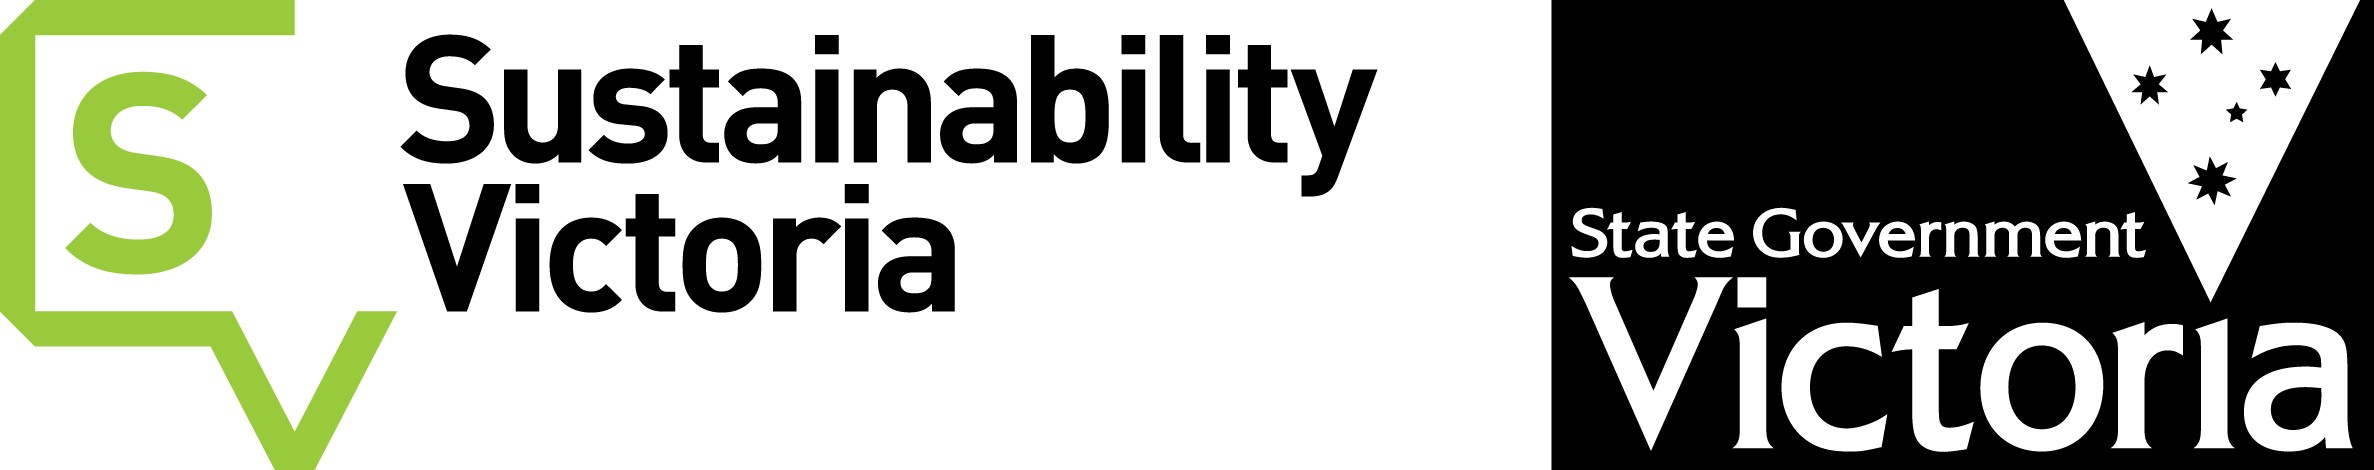 S
V
Sustainability
Victoria
State Government
Victoria